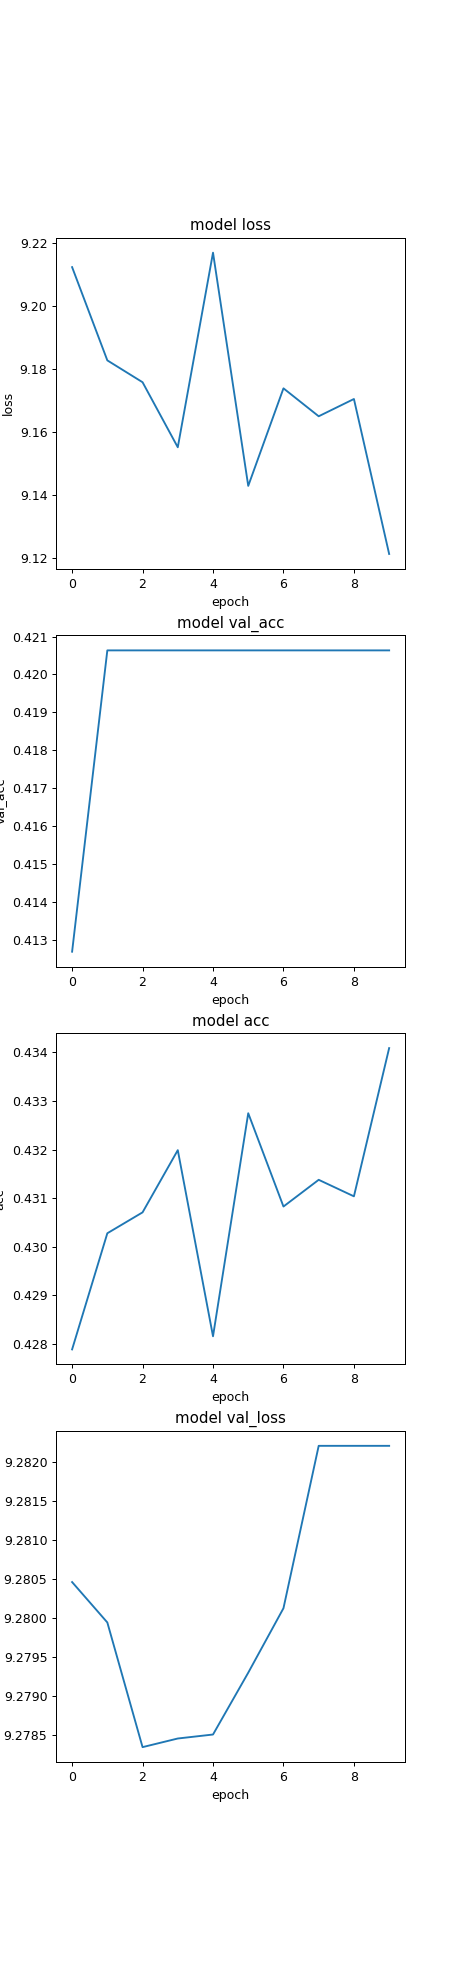 model loss
9.22
9.20
9.18
9.16
9.14
9.12
loss
0 2 4 6 8
epoch
model val_acc
0.421
0.420
0.419
0.418
0.417
0.416
0.415
0.414
0.413
val_acc
0 2 4 6 8
epoch
model acc
0.434
0.433
0.432
0.431
0.430
0.429
0.428
acc
0 2 4 6 8
epoch
model val_loss
9.2820
9.2815
9.2810
9.2805
9.2800
9.2795
9.2790
9.2785
0 2 4 6 8
epoch